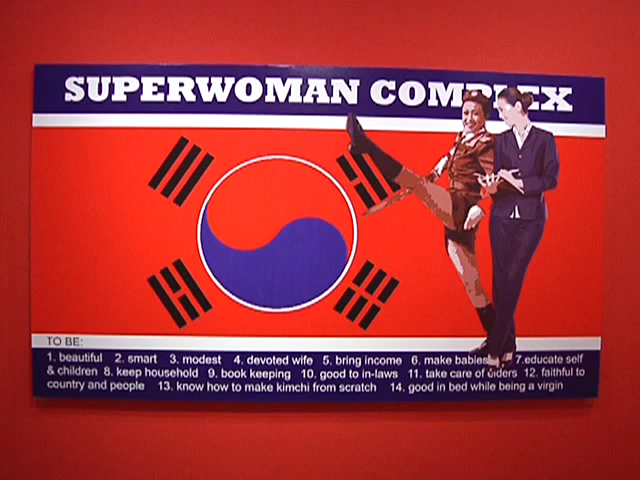 SUPERWOMAN COMPLEX
TO BE:
1. beautiful 2. smart 3. modest 4. devoted wife 5. bring income 6. make babies 7.educate self
& children 8. keep household 9. book keeping 10. good to in-laws 11. take care of elders 12. faithful to
country and people 13. know how to make kimchi from scratch 14. good in bed while being a virgin